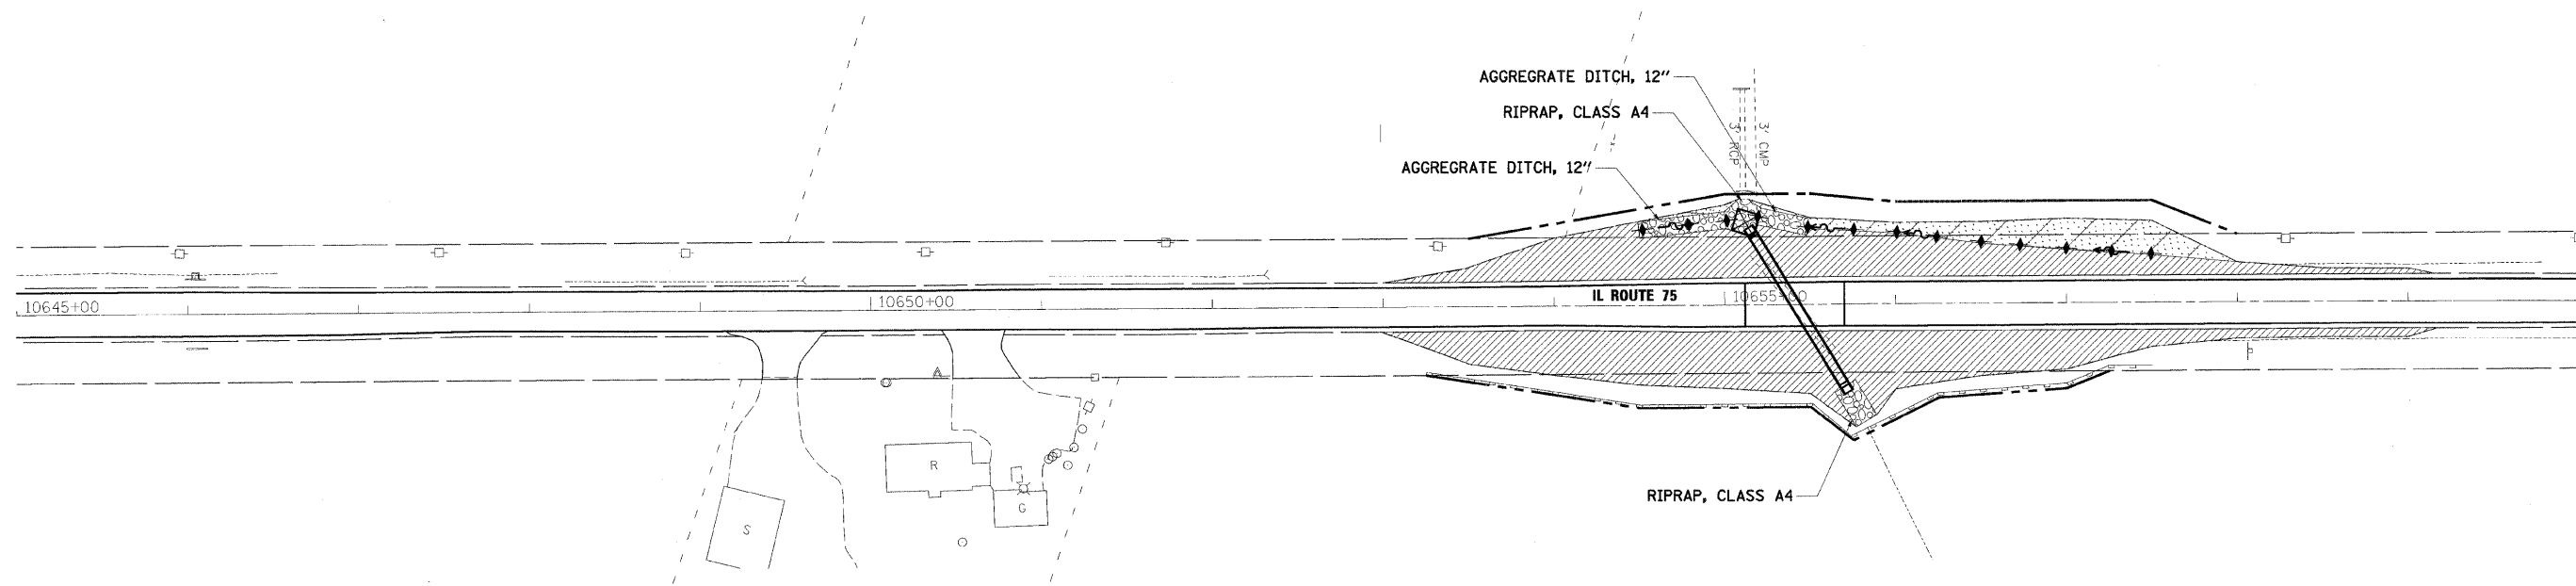 AGGREGRATE DITCH, 12"
RIPRAP, CLASS A4
3' RCP
3' CMP
AGGREGRATE DITCH, 12"
10645+00
10650+00
IL ROUTE 75
10655+00
R
G
S
RIPRAP, CLASS A4